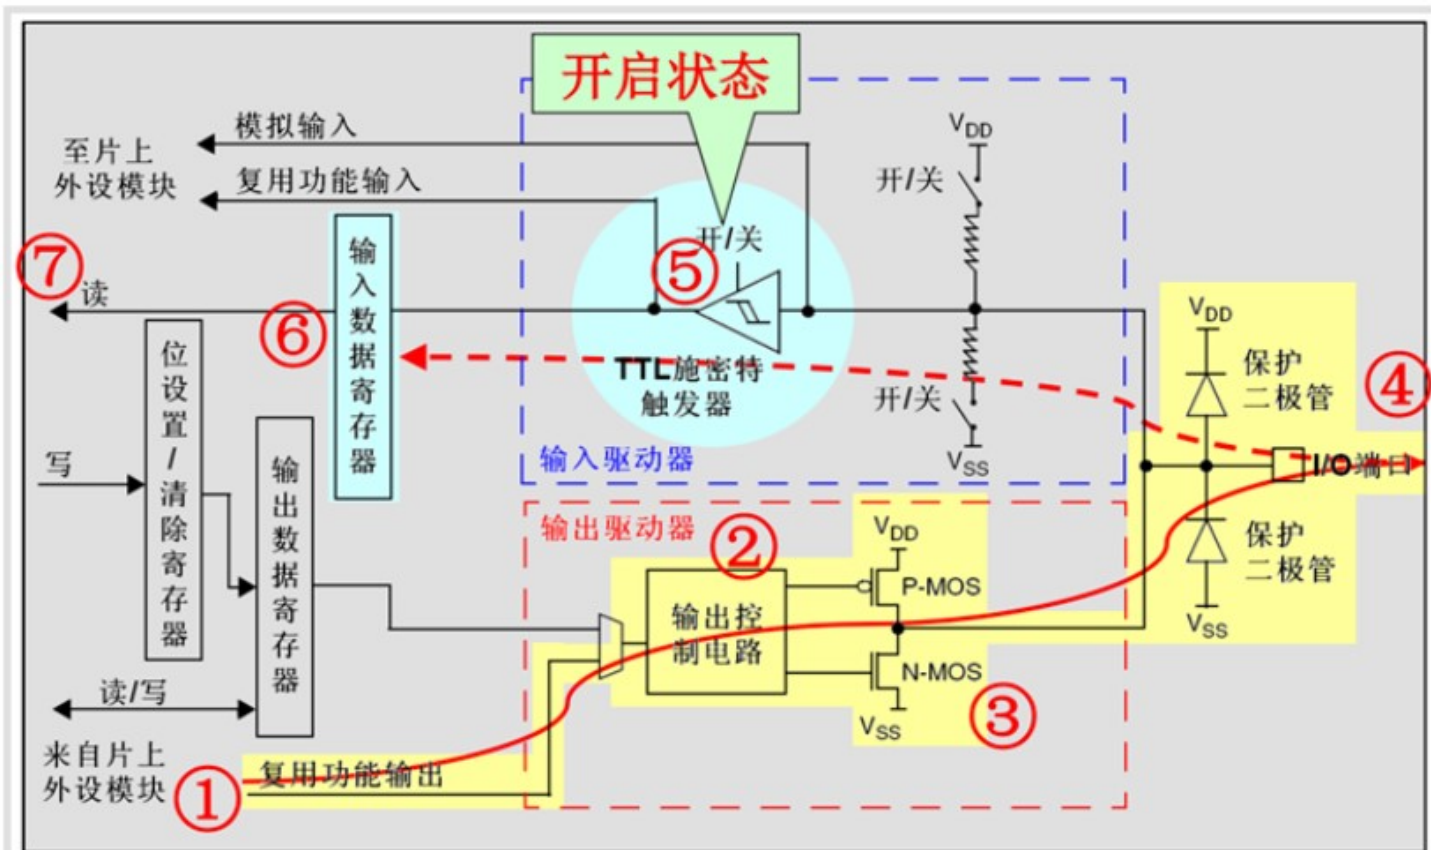 开启状态
模拟输入
至片上
外设模块
复用功能输入
V_DD
开/关
开/关
⑤
⑦
读
⑥
输入数据寄存器
TTL施密特
触发器
开/关
V_SS
输入驱动器
V_DD
保护
二极管
④
I/O端口
保护
二极管
V_SS
位设置/清除寄存器
写
输出数据寄存器
读/写
输出驱动器
②
V_DD
P-MOS
输出控
制电路
N-MOS
V_SS
③
来自片上
外设模块
①
复用功能输出